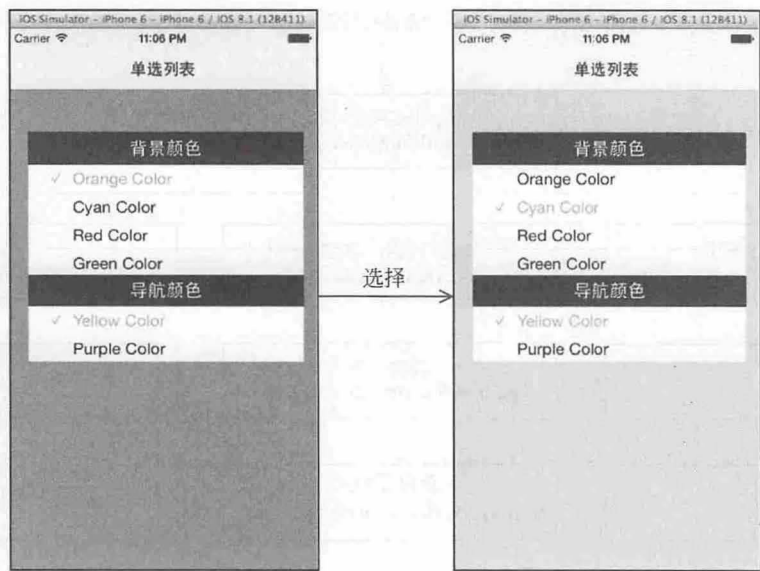 iOS Simulator - iPhone 6 - iPhone 6 / iOS 8.1 (12B411)
Carrier 11:06 PM
单选列表
背景颜色
✓ Orange Color
Cyan Color
Red Color
Green Color
导航颜色
✓ Yellow Color
Purple Color
选择
iOS Simulator - iPhone 6 - iPhone 6 / iOS 8.1 (12B411)
Carrier 11:06 PM
单选列表
背景颜色
Orange Color
✓ Cyan Color
Red Color
Green Color
导航颜色
✓ Yellow Color
Purple Color